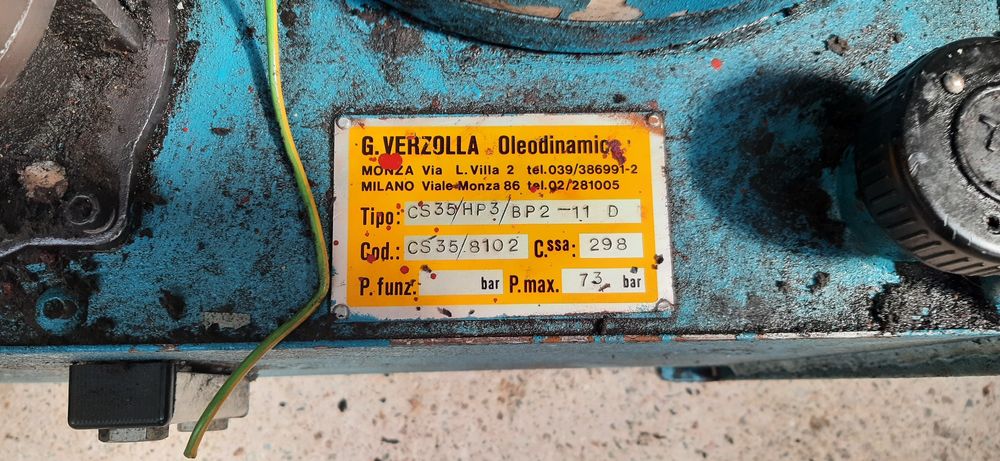 G. VERZOLLA Oleodinamica
MONZA Via L. Villa 2 tel. 039/386991-2
MILANO Viale Monza 86 tel. 02/281005
Tipo: CS35/HP3/BP2-11 D
Cod.: CS35/8102 C.ssa: 298
P. funz. bar P. max. 73 bar